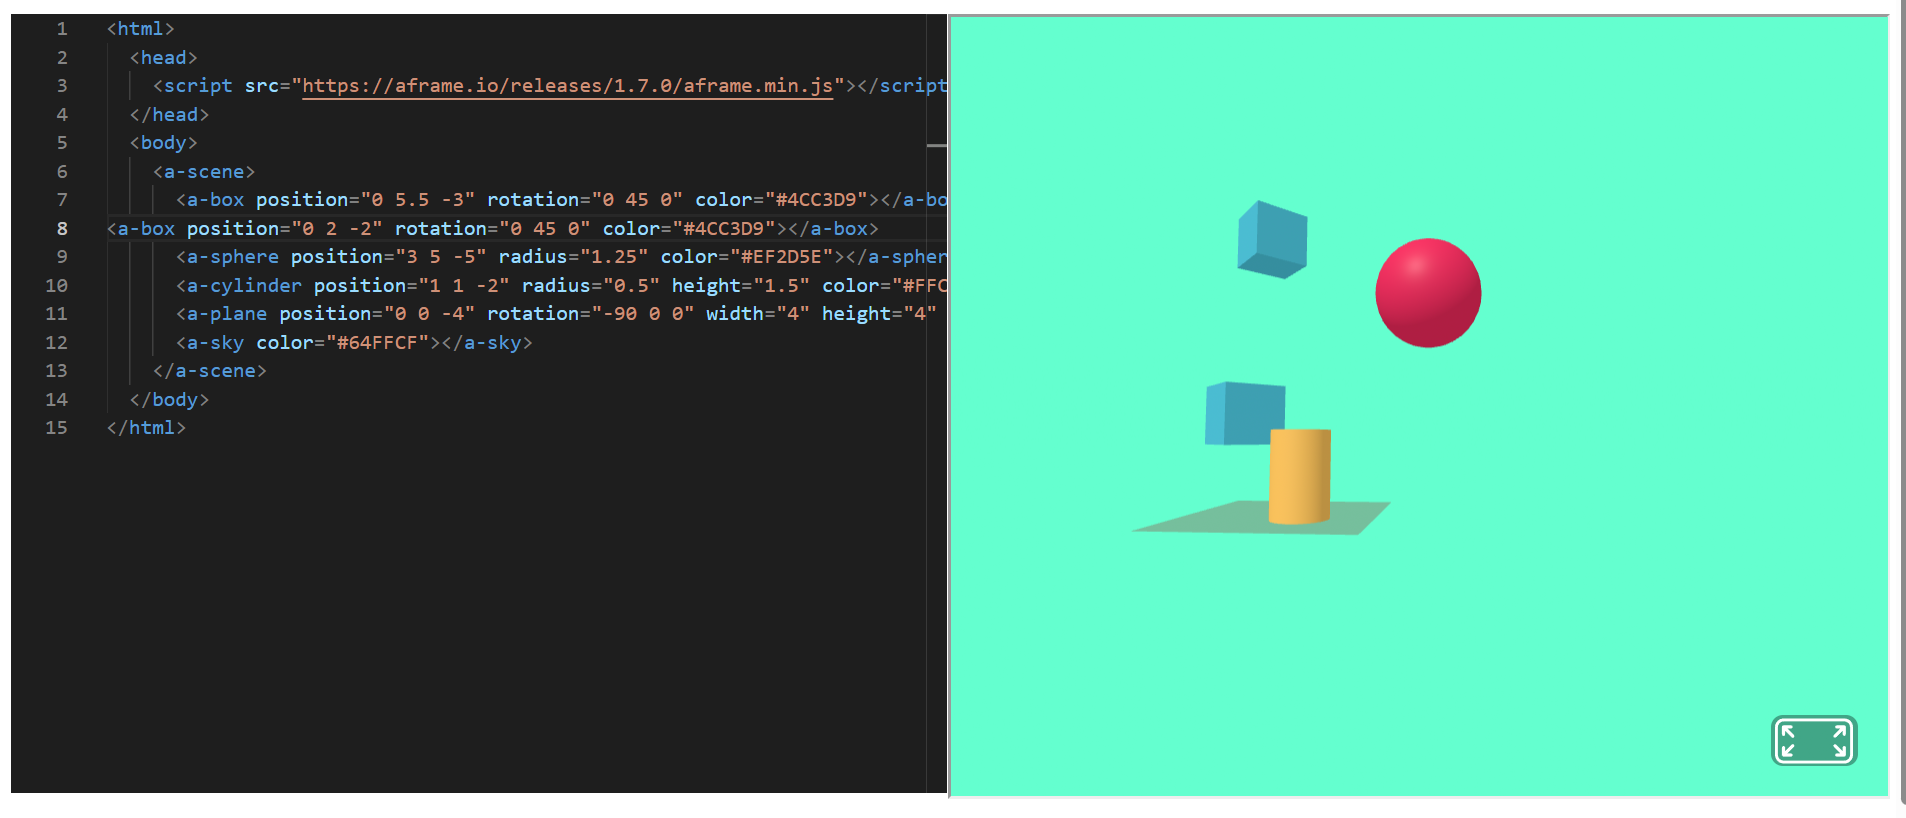 1 <html>
2 <head>
3 <script src="https://aframe.io/releases/1.7.0/aframe.min.js"></script
4 </head>
5 <body>
6 <a-scene>
7 <a-box position="0 5.5 -3" rotation="0 45 0" color="#4CC3D9"></a-bo
8 <a-box position="0 2 -2" rotation="0 45 0" color="#4CC3D9"></a-box>
9 <a-sphere position="3 5 -5" radius="1.25" color="#EF2D5E"></a-spher
10 <a-cylinder position="1 1 -2" radius="0.5" height="1.5" color="#FFC
11 <a-plane position="0 0 -4" rotation="-90 0 0" width="4" height="4"
12 <a-sky color="#64FFCF"></a-sky>
13 </a-scene>
14 </body>
15 </html>